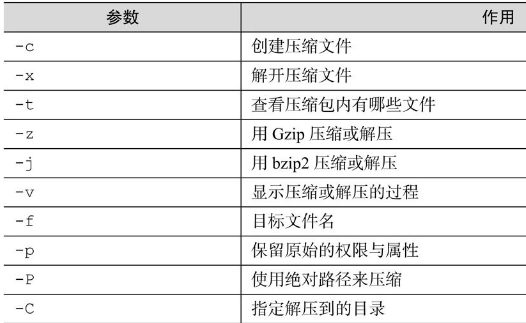 参数 作用
-c 创建压缩文件
-x 解开压缩文件
-t 查看压缩包内有哪些文件
-z 用 Gzip 压缩或解压
-j 用 bzip2 压缩或解压
-v 显示压缩或解压的过程
-f 目标文件名
-p 保留原始的权限与属性
-P 使用绝对路径来压缩
-C 指定解压到的目录